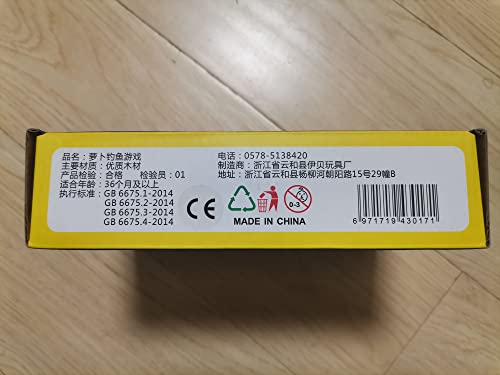 品名：萝卜钓鱼游戏
主要材质：优质木材
产品检验：合格 检验员：01
适合年龄：36个月及以上
执行标准：GB 6675.1-2014
GB 6675.2-2014
GB 6675.3-2014
GB 6675.4-2014
电话：0578-5138420
制造商：浙江省云和县伊贝玩具厂
地址：浙江省云和县杨柳河朝阳路15号29幢B
CE
0-3
MADE IN CHINA
6 971719 430171